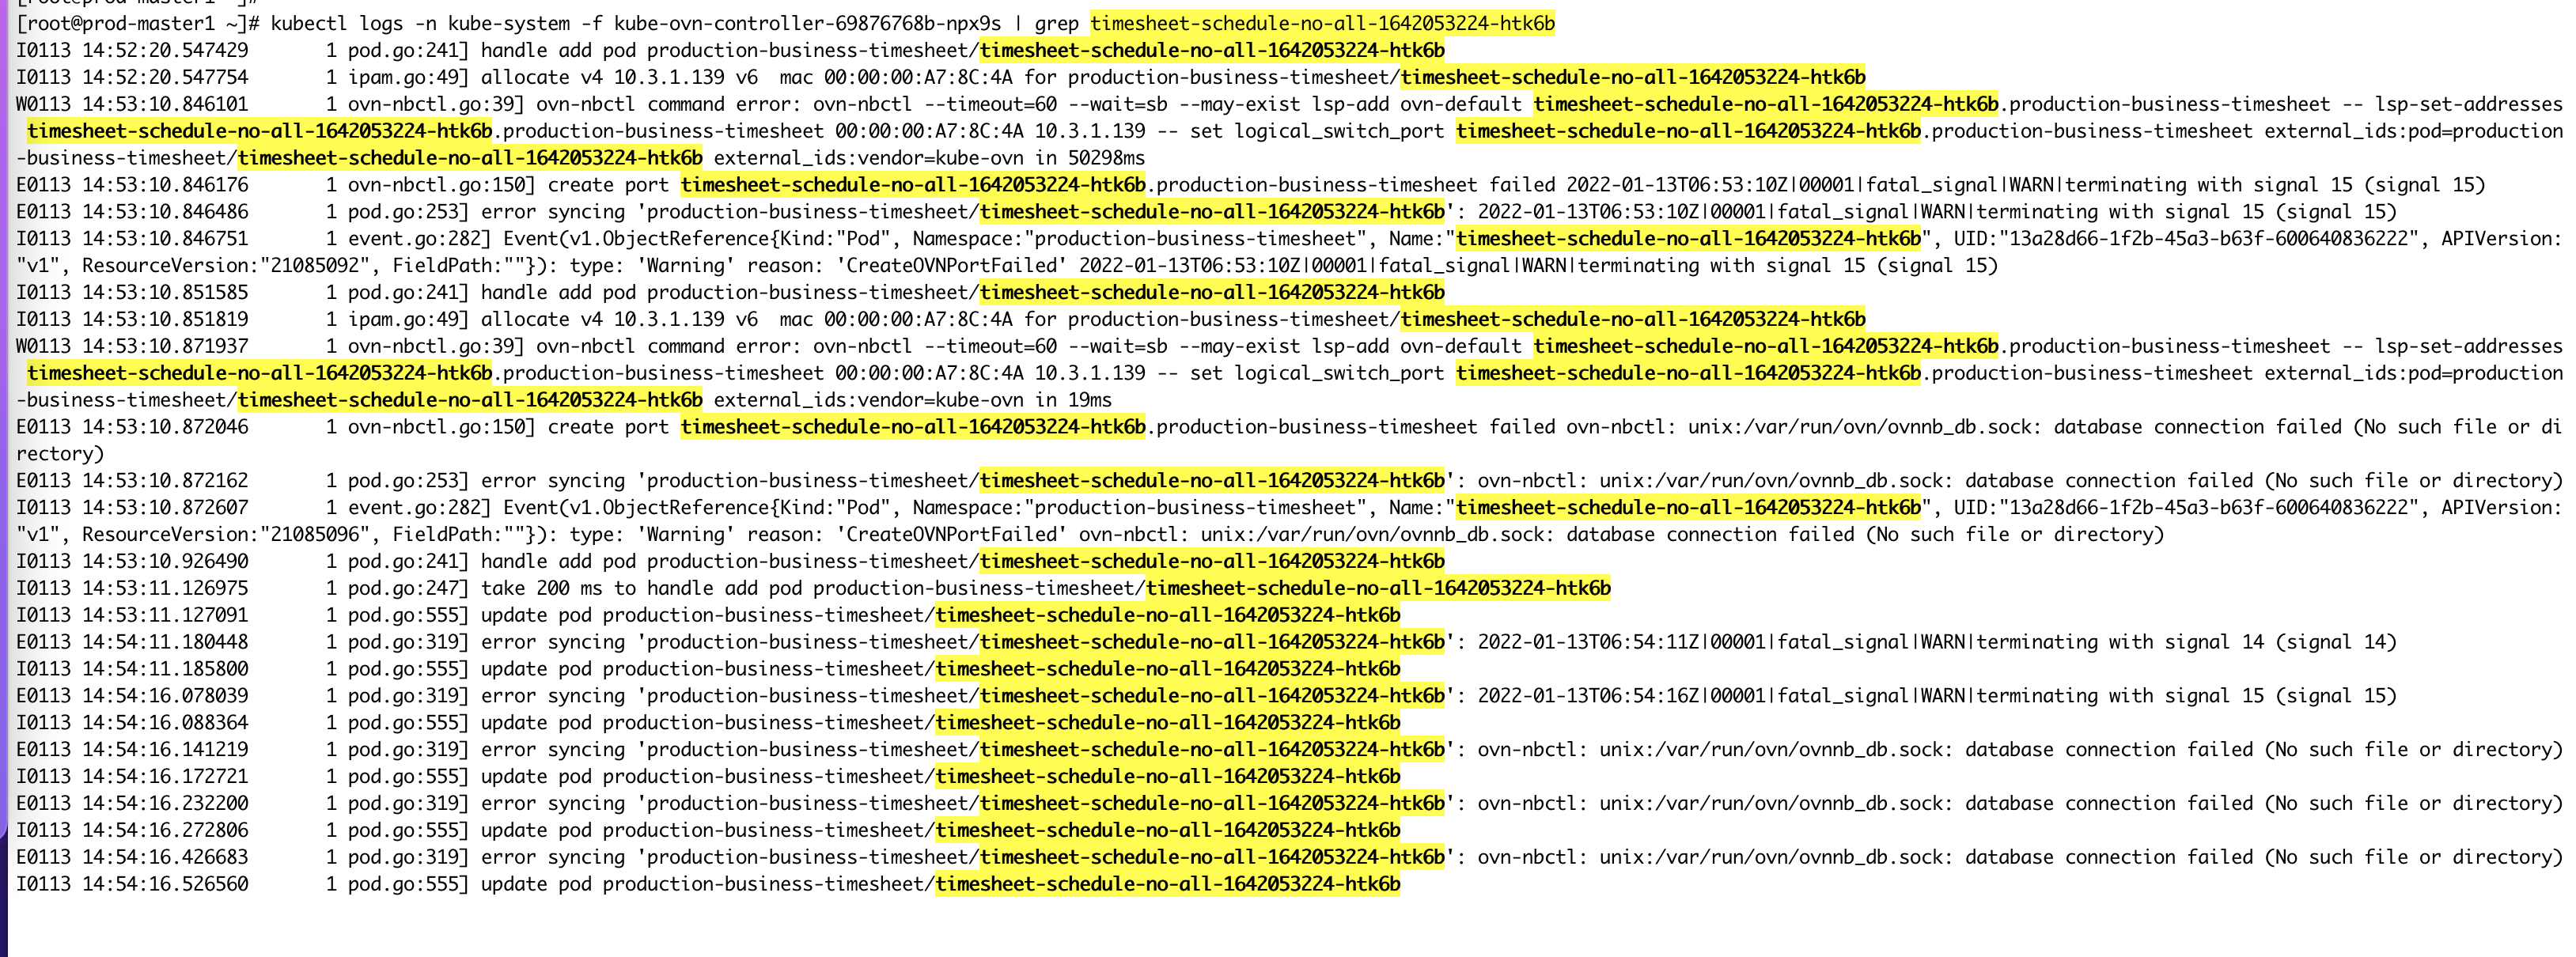 [root@prod-master1 ~]#
[root@prod-master1 ~]# kubectl logs -n kube-system -f kube-ovn-controller-69876768b-npx9s | grep timesheet-schedule-no-all-1642053224-htk6b
I0113 14:52:20.547429       1 pod.go:241] handle add pod production-business-timesheet/timesheet-schedule-no-all-1642053224-htk6b
I0113 14:52:20.547754       1 ipam.go:49] allocate v4 10.3.1.139 v6  mac 00:00:00:A7:8C:4A for production-business-timesheet/timesheet-schedule-no-all-1642053224-htk6b
W0113 14:53:10.846101       1 ovn-nbctl.go:39] ovn-nbctl command error: ovn-nbctl --timeout=60 --wait=sb --may-exist lsp-add ovn-default timesheet-schedule-no-all-1642053224-htk6b.production-business-timesheet -- lsp-set-addresses
 timesheet-schedule-no-all-1642053224-htk6b.production-business-timesheet 00:00:00:A7:8C:4A 10.3.1.139 -- set logical_switch_port timesheet-schedule-no-all-1642053224-htk6b.production-business-timesheet external_ids:pod=production
-business-timesheet/timesheet-schedule-no-all-1642053224-htk6b external_ids:vendor=kube-ovn in 50298ms
E0113 14:53:10.846176       1 ovn-nbctl.go:150] create port timesheet-schedule-no-all-1642053224-htk6b.production-business-timesheet failed 2022-01-13T06:53:10Z|00001|fatal_signal|WARN|terminating with signal 15 (signal 15)
E0113 14:53:10.846486       1 pod.go:253] error syncing 'production-business-timesheet/timesheet-schedule-no-all-1642053224-htk6b': 2022-01-13T06:53:10Z|00001|fatal_signal|WARN|terminating with signal 15 (signal 15)
I0113 14:53:10.846751       1 event.go:282] Event(v1.ObjectReference{Kind:"Pod", Namespace:"production-business-timesheet", Name:"timesheet-schedule-no-all-1642053224-htk6b", UID:"13a28d66-1f2b-45a3-b63f-600640836222", APIVersion:
"v1", ResourceVersion:"21085092", FieldPath:""}): type: 'Warning' reason: 'CreateOVNPortFailed' 2022-01-13T06:53:10Z|00001|fatal_signal|WARN|terminating with signal 15 (signal 15)
I0113 14:53:10.851585       1 pod.go:241] handle add pod production-business-timesheet/timesheet-schedule-no-all-1642053224-htk6b
I0113 14:53:10.851819       1 ipam.go:49] allocate v4 10.3.1.139 v6  mac 00:00:00:A7:8C:4A for production-business-timesheet/timesheet-schedule-no-all-1642053224-htk6b
W0113 14:53:10.871937       1 ovn-nbctl.go:39] ovn-nbctl command error: ovn-nbctl --timeout=60 --wait=sb --may-exist lsp-add ovn-default timesheet-schedule-no-all-1642053224-htk6b.production-business-timesheet -- lsp-set-addresses
 timesheet-schedule-no-all-1642053224-htk6b.production-business-timesheet 00:00:00:A7:8C:4A 10.3.1.139 -- set logical_switch_port timesheet-schedule-no-all-1642053224-htk6b.production-business-timesheet external_ids:pod=production
-business-timesheet/timesheet-schedule-no-all-1642053224-htk6b external_ids:vendor=kube-ovn in 19ms
E0113 14:53:10.872046       1 ovn-nbctl.go:150] create port timesheet-schedule-no-all-1642053224-htk6b.production-business-timesheet failed ovn-nbctl: unix:/var/run/ovn/ovnnb_db.sock: database connection failed (No such file or di
rectory)
E0113 14:53:10.872162       1 pod.go:253] error syncing 'production-business-timesheet/timesheet-schedule-no-all-1642053224-htk6b': ovn-nbctl: unix:/var/run/ovn/ovnnb_db.sock: database connection failed (No such file or directory)
I0113 14:53:10.872607       1 event.go:282] Event(v1.ObjectReference{Kind:"Pod", Namespace:"production-business-timesheet", Name:"timesheet-schedule-no-all-1642053224-htk6b", UID:"13a28d66-1f2b-45a3-b63f-600640836222", APIVersion:
"v1", ResourceVersion:"21085096", FieldPath:""}): type: 'Warning' reason: 'CreateOVNPortFailed' ovn-nbctl: unix:/var/run/ovn/ovnnb_db.sock: database connection failed (No such file or directory)
I0113 14:53:10.926490       1 pod.go:241] handle add pod production-business-timesheet/timesheet-schedule-no-all-1642053224-htk6b
I0113 14:53:11.126975       1 pod.go:247] take 200 ms to handle add pod production-business-timesheet/timesheet-schedule-no-all-1642053224-htk6b
I0113 14:53:11.127091       1 pod.go:555] update pod production-business-timesheet/timesheet-schedule-no-all-1642053224-htk6b
E0113 14:54:11.180448       1 pod.go:319] error syncing 'production-business-timesheet/timesheet-schedule-no-all-1642053224-htk6b': 2022-01-13T06:54:11Z|00001|fatal_signal|WARN|terminating with signal 14 (signal 14)
I0113 14:54:11.185800       1 pod.go:555] update pod production-business-timesheet/timesheet-schedule-no-all-1642053224-htk6b
E0113 14:54:16.078039       1 pod.go:319] error syncing 'production-business-timesheet/timesheet-schedule-no-all-1642053224-htk6b': 2022-01-13T06:54:16Z|00001|fatal_signal|WARN|terminating with signal 15 (signal 15)
I0113 14:54:16.088364       1 pod.go:555] update pod production-business-timesheet/timesheet-schedule-no-all-1642053224-htk6b
E0113 14:54:16.141219       1 pod.go:319] error syncing 'production-business-timesheet/timesheet-schedule-no-all-1642053224-htk6b': ovn-nbctl: unix:/var/run/ovn/ovnnb_db.sock: database connection failed (No such file or directory)
I0113 14:54:16.172721       1 pod.go:555] update pod production-business-timesheet/timesheet-schedule-no-all-1642053224-htk6b
E0113 14:54:16.232200       1 pod.go:319] error syncing 'production-business-timesheet/timesheet-schedule-no-all-1642053224-htk6b': ovn-nbctl: unix:/var/run/ovn/ovnnb_db.sock: database connection failed (No such file or directory)
I0113 14:54:16.272806       1 pod.go:555] update pod production-business-timesheet/timesheet-schedule-no-all-1642053224-htk6b
E0113 14:54:16.426683       1 pod.go:319] error syncing 'production-business-timesheet/timesheet-schedule-no-all-1642053224-htk6b': ovn-nbctl: unix:/var/run/ovn/ovnnb_db.sock: database connection failed (No such file or directory)
I0113 14:54:16.526560       1 pod.go:555] update pod production-business-timesheet/timesheet-schedule-no-all-1642053224-htk6b